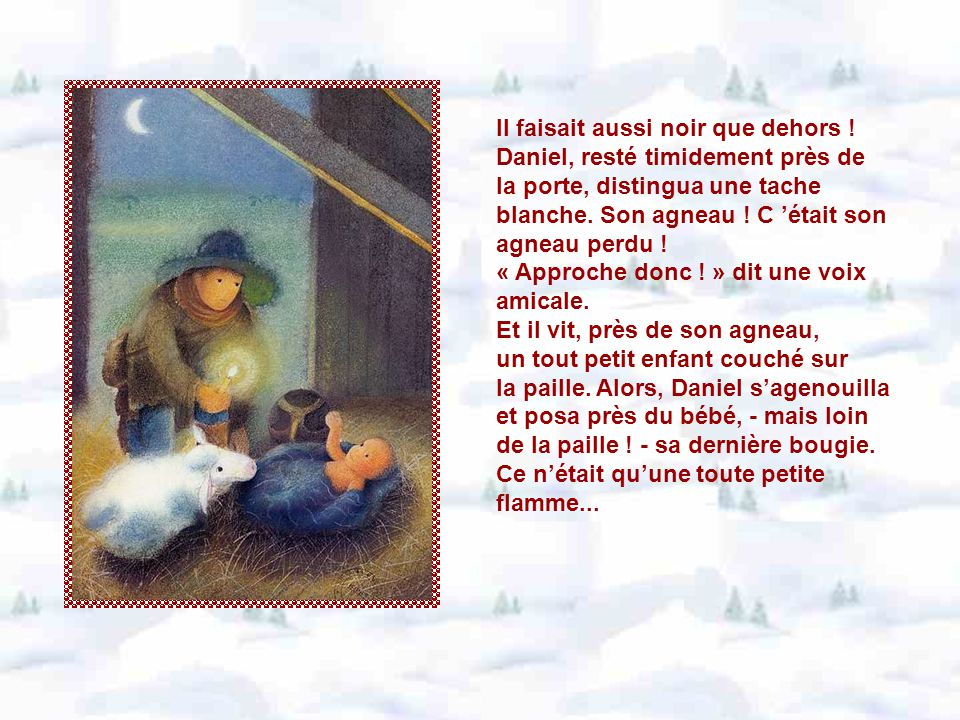 Il faisait aussi noir que dehors !
Daniel, resté timidement près de
la porte, distingua une tache
blanche. Son agneau ! C ’était son
agneau perdu !
« Approche donc ! » dit une voix
amicale.
Et il vit, près de son agneau,
un tout petit enfant couché sur
la paille. Alors, Daniel s’agenouilla
et posa près du bébé, - mais loin
de la paille ! - sa dernière bougie.
Ce n’était qu’une toute petite
flamme...